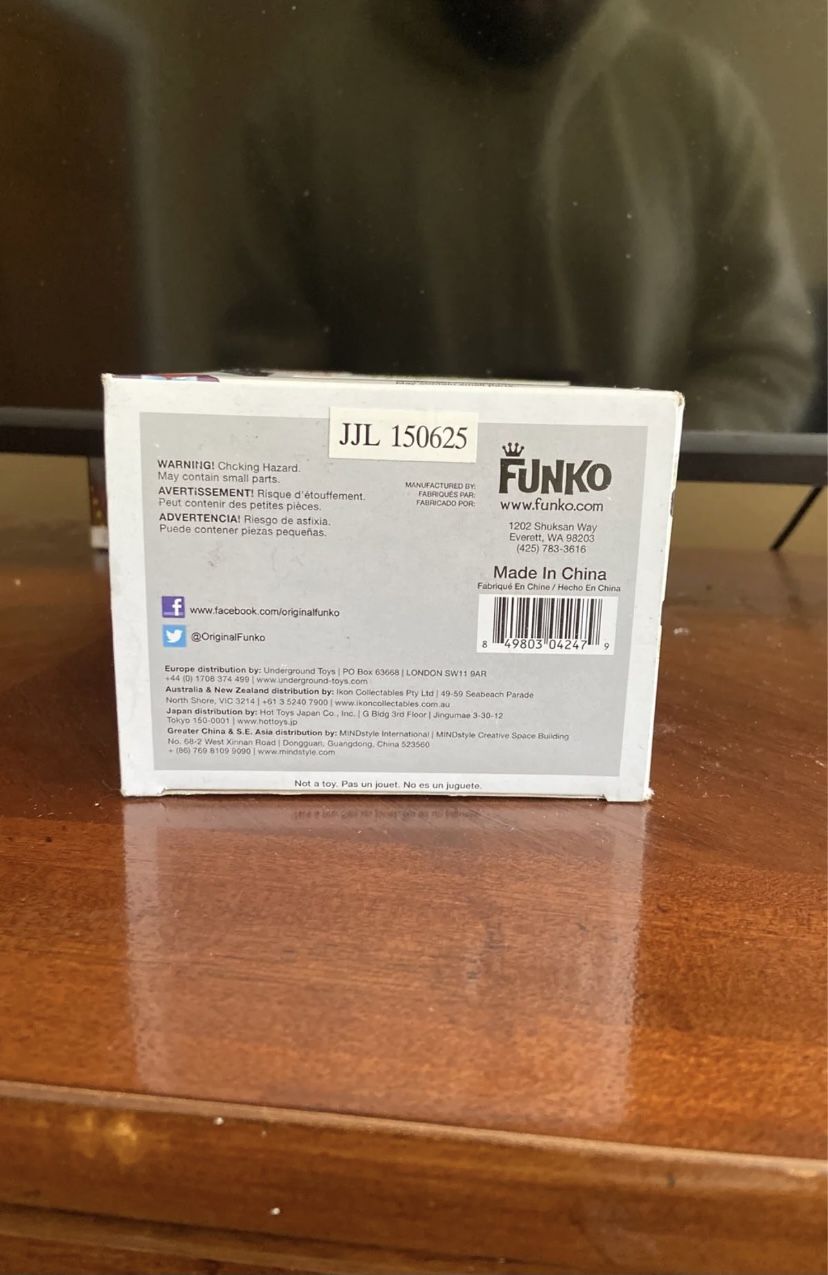 JJL 150625
WARNING! Choking Hazard.
May contain small parts.
AVERTISSEMENT! Risque d'étouffement.
Peut contenir des petites pièces.
ADVERTENCIA! Riesgo de asfixia.
Puede contener piezas pequeñas.
MANUFACTURED BY:
FABRIQUÉS PAR:
FABRICADO POR:
FUNKO
www.funko.com
1202 Shuksan Way
Everett, WA 98203
(425) 783-3616
Made In China
Fabriqué En Chine / Hecho En China
8 49803 04247 9
f www.facebook.com/originalfunko
@OriginalFunko
Europe distribution by: Underground Toys | PO Box 63668 | LONDON SW11 9AR
+44 (0) 1708 374 499 | www.underground-toys.com
Australia & New Zealand distribution by: Ikon Collectables Pty Ltd | 49-59 Seabeach Parade
North Shore, VIC 3214 | +61 3 5240 7900 | www.ikoncollectables.com.au
Japan distribution by: Hot Toys Japan Co., Inc. | G Bldg 3rd Floor | Jingumae 3-30-12
Tokyo 150-0001 | www.hottoys.jp
Greater China & S.E. Asia distribution by: MINDstyle International | MINDstyle Creative Space Building
No. 68-2 West Xinnan Road | Dongguan, Guangdong, China 523560
+ (86) 769 8109 9090 | www.mindstyle.com
Not a toy. Pas un jouet. No es un juguete.